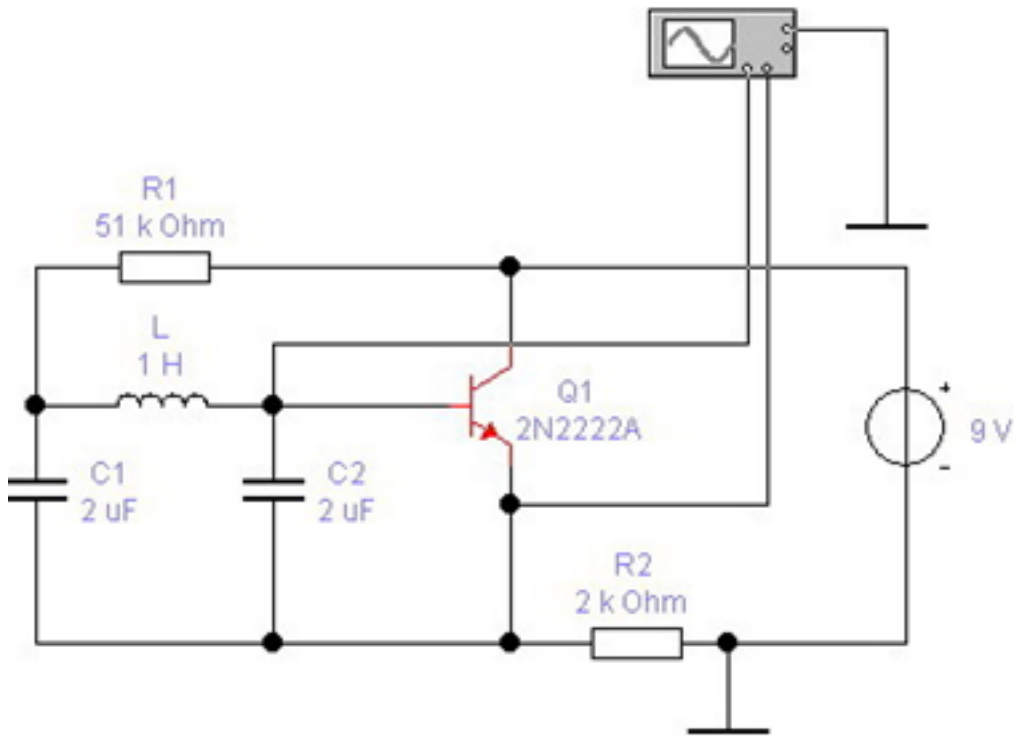 R1
51 k Ohm
L
1 H
Q1
2N2222A
+
9 V
-
C1
2 uF
C2
2 uF
R2
2 k Ohm